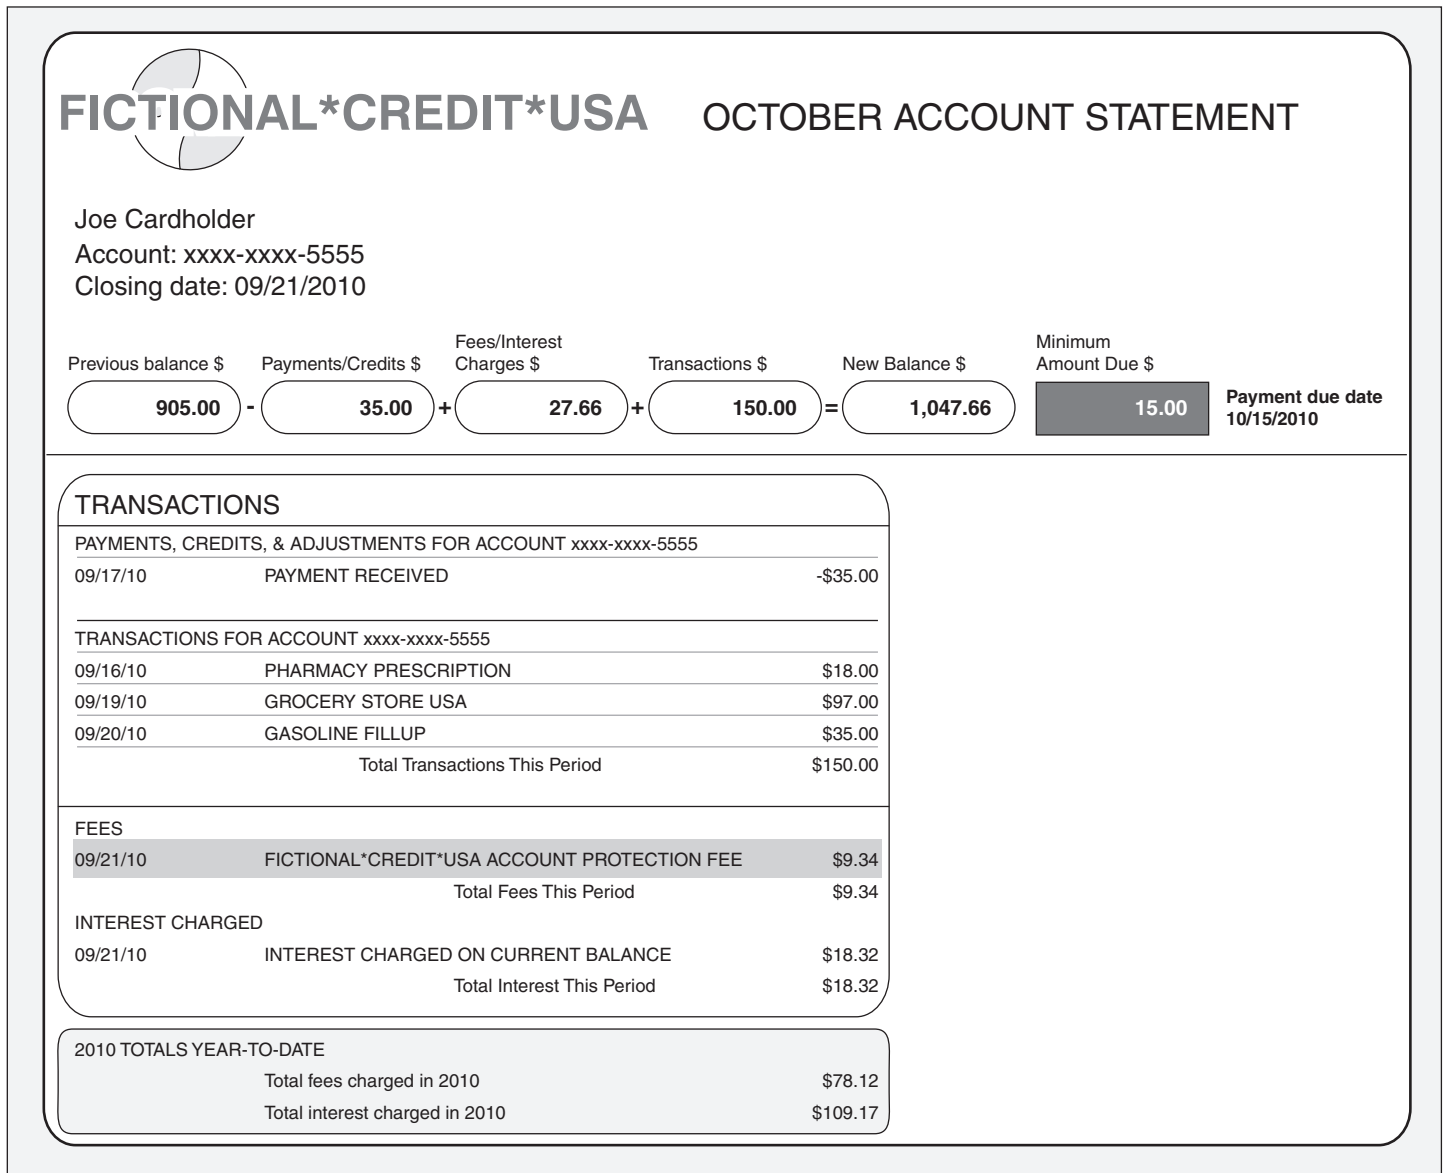 FICTIONAL*CREDIT*USA OCTOBER ACCOUNT STATEMENT
Joe Cardholder
Account: xxxx-xxxx-5555
Closing date: 09/21/2010
Previous balance $ Payments/Credits $ Fees/Interest Charges $ Transactions $ New Balance $ Minimum Amount Due $
905.00 - 35.00 + 27.66 + 150.00 = 1,047.66 15.00 Payment due date 10/15/2010
TRANSACTIONS
PAYMENTS, CREDITS, & ADJUSTMENTS FOR ACCOUNT xxxx-xxxx-5555
09/17/10 PAYMENT RECEIVED -$35.00
TRANSACTIONS FOR ACCOUNT xxxx-xxxx-5555
09/16/10 PHARMACY PRESCRIPTION $18.00
09/19/10 GROCERY STORE USA $97.00
09/20/10 GASOLINE FILLUP $35.00
Total Transactions This Period $150.00
FEES
09/21/10 FICTIONAL*CREDIT*USA ACCOUNT PROTECTION FEE $9.34
Total Fees This Period $9.34
INTEREST CHARGED
09/21/10 INTEREST CHARGED ON CURRENT BALANCE $18.32
Total Interest This Period $18.32
2010 TOTALS YEAR-TO-DATE
Total fees charged in 2010 $78.12
Total interest charged in 2010 $109.17